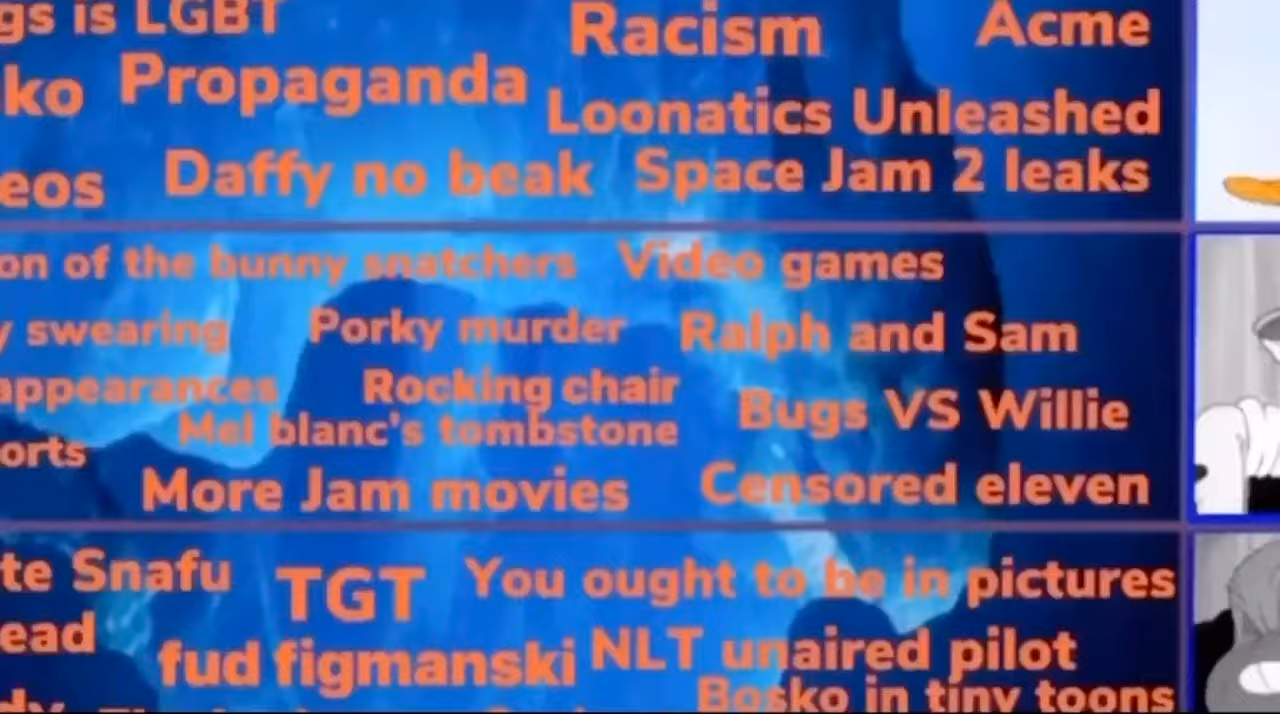 gs is LGBT
Racism
Acme
ko
Propaganda
Loonatics Unleashed
eos
Daffy no beak
Space Jam 2 leaks
on of the bunny snatchers
Video games
y swearing
Porky murder
Ralph and Sam
appearances
Rocking chair
Bugs VS Willie
orts
Mel blanc's tombstone
More Jam movies
Censored eleven
te Snafu
TGT
You ought to be in pictures
ead
fud figmanski
NLT unaired pilot
dy
Bosko in tiny toons